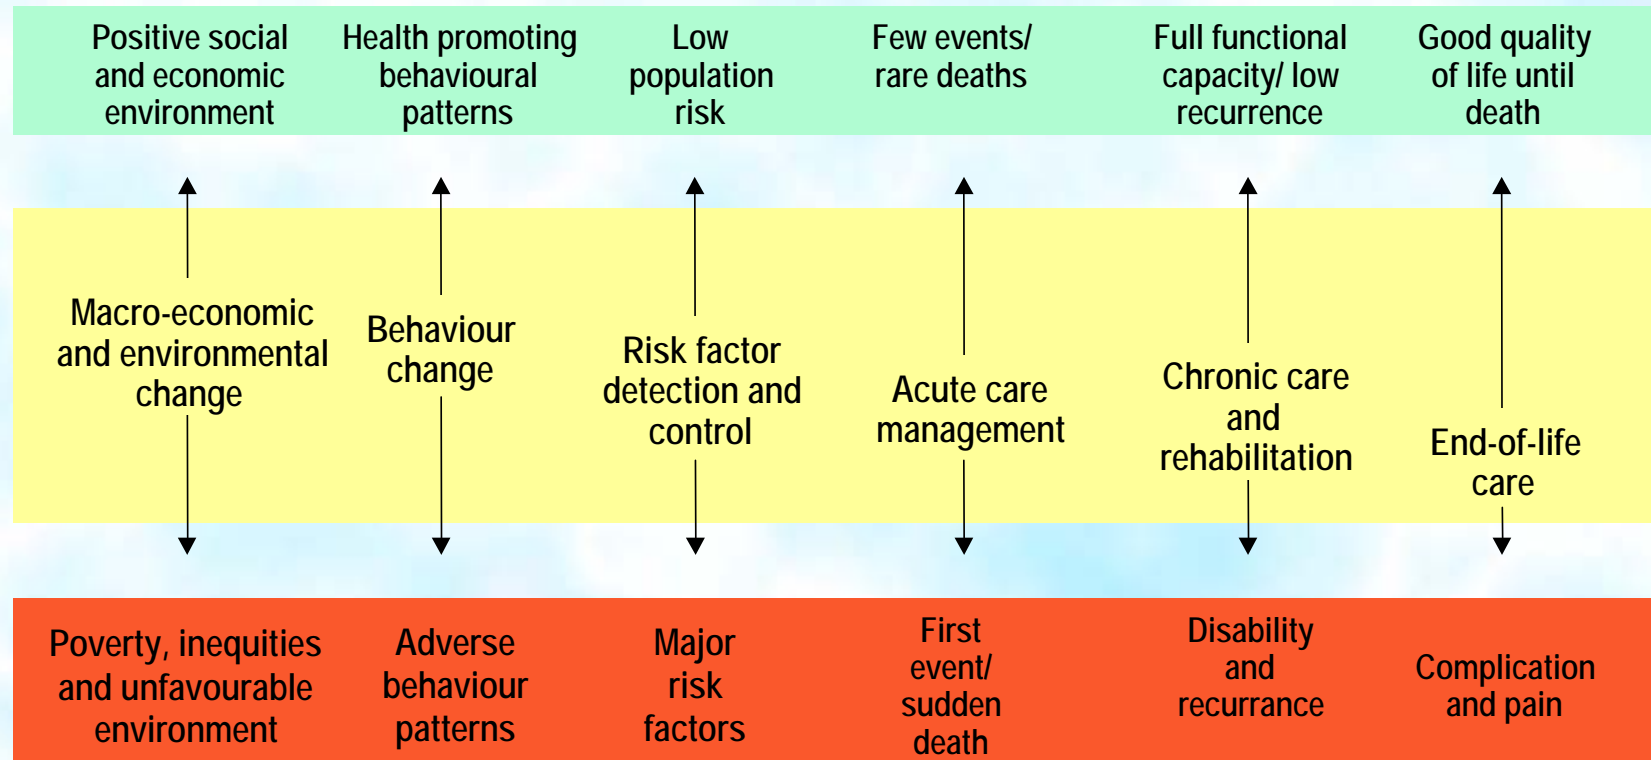 Positive social
and economic
environment
Health promoting
behavioural
patterns
Low
population
risk
Few events/
rare deaths
Full functional
capacity/ low
recurrence
Good quality
of life until
death
Macro-economic
and environmental
change
Behaviour
change
Risk factor
detection and
control
Acute care
management
Chronic care
and
rehabilitation
End-of-life
care
Poverty, inequities
and unfavourable
environment
Adverse
behaviour
patterns
Major
risk
factors
First
event/
sudden
death
Disability
and
recurrance
Complication
and pain